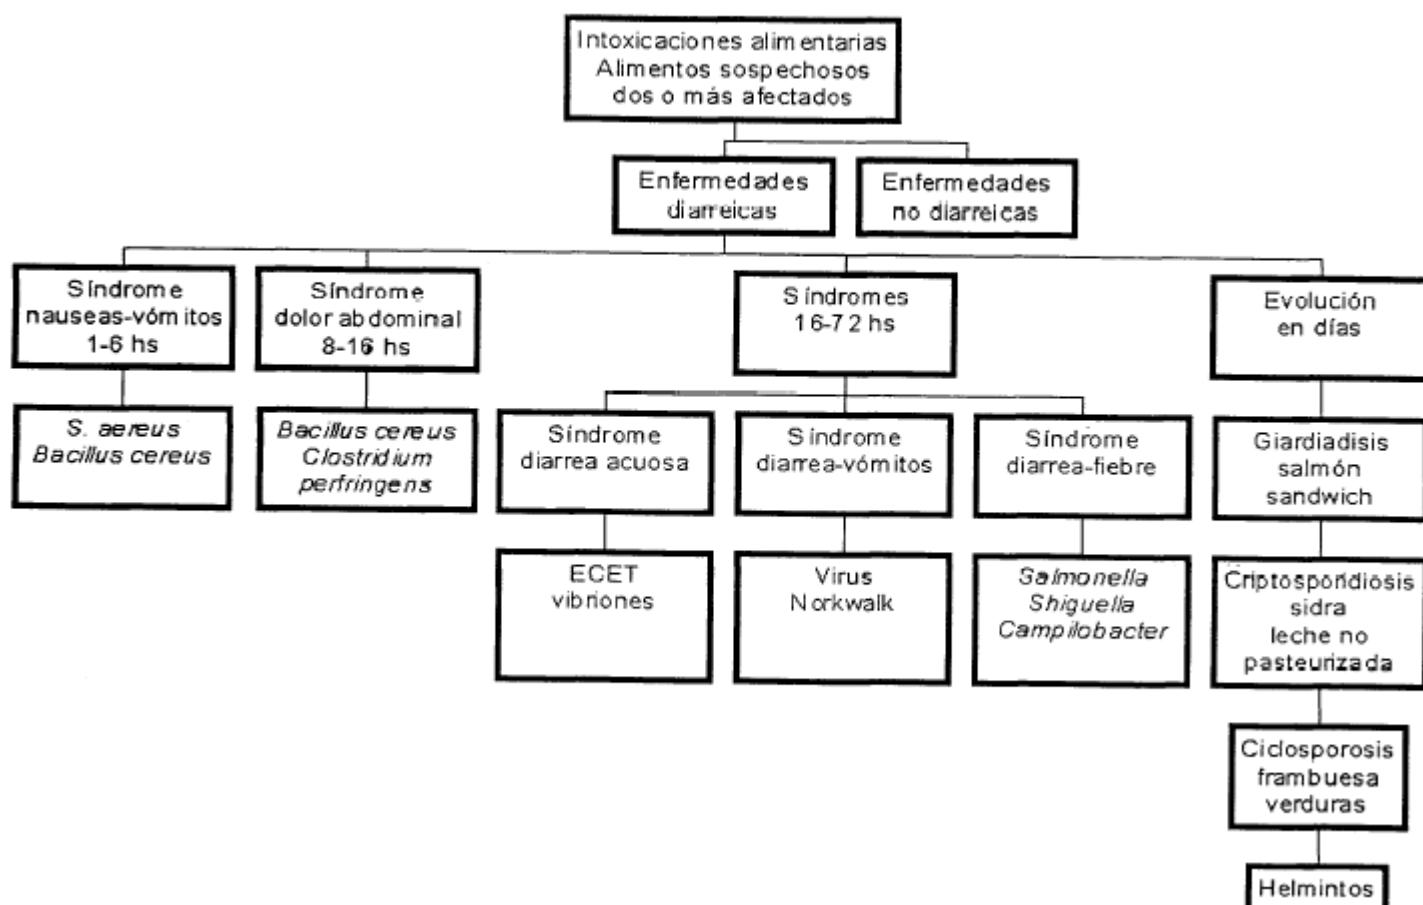 Intoxicaciones alimentarias
Alimentos sospechosos
dos o más afectados
Enfermedades
diarreicas
Enfermedades
no diarreicas
Síndrome
nauseas-vómitos
1-6 hs
Síndrome
dolor abdominal
8-16 hs
Síndromes
16-72 hs
Evolución
en días
S. aereus
Bacillus cereus
Bacillus cereus
Clostridium
perfringens
Síndrome
diarrea acuosa
Síndrome
diarrea-vómitos
Síndrome
diarrea-fiebre
Giardiadisis
salmón
sandwich
ECET
vibriones
Virus
Norkwalk
Salmonella
Shiguella
Campilobacter
Criptosporidiosis
sidra
leche no
pasteurizada
Ciclosporosis
frambuesa
verduras
Helmintos